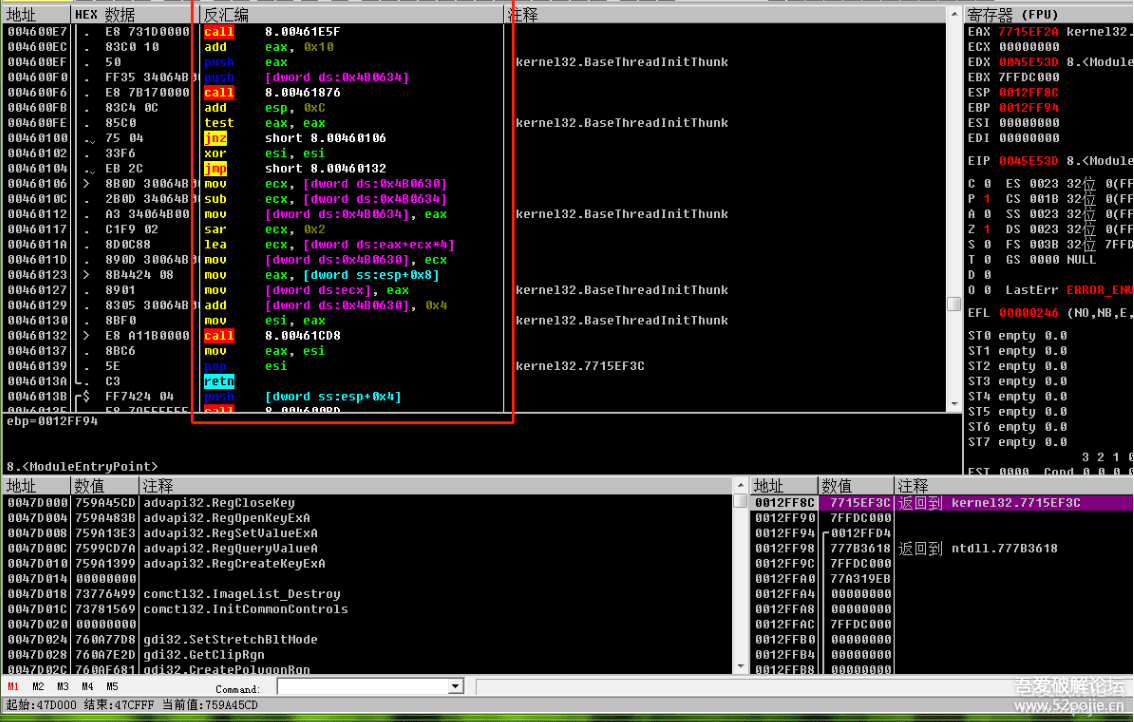 地址 HEX 数据 反汇编 注释
004600E7 . E8 731D0000 call 8.00461E5F
004600EC . 83C0 10 add eax, 0x10
004600EF . 50 push eax kernel32.BaseThreadInitThunk
004600F0 . FF35 34064B00 push [dword ds:0x4B0634]
004600F6 . E8 7B170000 call 8.00461876
004600FB . 83C4 0C add esp, 0xC
004600FE . 85C0 test eax, eax kernel32.BaseThreadInitThunk
00460100 . 75 04 jnz short 8.00460106
00460102 . 33F6 xor esi, esi
00460104 . EB 2C jmp short 8.00460132
00460106 > 8B0D 30064B mov ecx, [dword ds:0x4B0630]
0046010C . 2B0D 34064B sub ecx, [dword ds:0x4B0634]
00460112 . A3 34064B00 mov [dword ds:0x4B0634], eax kernel32.BaseThreadInitThunk
00460117 . C1F9 02 sar ecx, 0x2
0046011A . 8D0C88 lea ecx, [dword ds:eax+ecx*4]
0046011D . 890D 30064B mov [dword ds:0x4B0630], ecx
00460123 > 8B4424 08 mov eax, [dword ss:esp+0x8]
00460127 . 8901 mov [dword ds:ecx], eax kernel32.BaseThreadInitThunk
00460129 . 8305 30064B add [dword ds:0x4B0630], 0x4
00460130 . 8BF0 mov esi, eax kernel32.BaseThreadInitThunk
00460132 > E8 A11B0000 call 8.00461CD8
00460137 . 8BC6 mov eax, esi
00460139 . 5E pop esi kernel32.7715EF3C
0046013A . C3 retn
0046013B $ FF7424 04 push [dword ss:esp+0x4]
ebp=0012FF94
8.<ModuleEntryPoint>
寄存器 (FPU)
EAX 7715EF2A kernel32.
ECX 00000000
EDX 0045E53D 8.<Module
EBX 7FFDC000
ESP 0012FF8C
EBP 0012FF94
ESI 00000000
EDI 00000000
EIP 0045E53D 8.<Module
C 0 ES 0023 32位 0(FF
P 1 CS 001B 32位 0(FF
A 0 SS 0023 32位 0(FF
Z 1 DS 0023 32位 0(FF
S 0 FS 003B 32位 7FFD
T 0 GS 0000 NULL
D 0
O 0 LastErr ERROR_ENV
EFL 00000246 (NO,NB,E,
ST0 empty 0.0
ST1 empty 0.0
ST2 empty 0.0
ST3 empty 0.0
ST4 empty 0.0
ST5 empty 0.0
ST6 empty 0.0
ST7 empty 0.0
3 2 1 0
FST 0000 Cond 0 0 0 0
地址 数值 注释
0047D000 759A45CD advapi32.RegCloseKey
0047D004 759A483B advapi32.RegOpenKeyExA
0047D008 759A13E3 advapi32.RegSetValueExA
0047D00C 7599CD7A advapi32.RegQueryValueA
0047D010 759A1399 advapi32.RegCreateKeyExA
0047D014 00000000
0047D018 73776499 comctl32.ImageList_Destroy
0047D01C 73781569 comctl32.InitCommonControls
0047D020 00000000
0047D024 760A77D8 gdi32.SetStretchBltMode
0047D028 760A7E2D gdi32.GetClipRgn
0047D02C 760AF681 gdi32.CreatePolygonRgn
地址 数值 注释
0012FF8C 7715EF3C 返回到 kernel32.7715EF3C
0012FF90 7FFDC000
0012FF94 0012FFD4
0012FF98 777B3618 返回到 ntdll.777B3618
0012FF9C 7FFDC000
0012FFA0 77A319EB
0012FFA4 00000000
0012FFA8 00000000
0012FFAC 7FFDC000
0012FFB0 00000000
0012FFB4 00000000
0012FFB8 00000000
M1 M2 M3 M4 M5 Command:
起始:47D000 结束:47CFFF 当前值:759A45CD
吾爱破解论坛
www.52pojie.cn